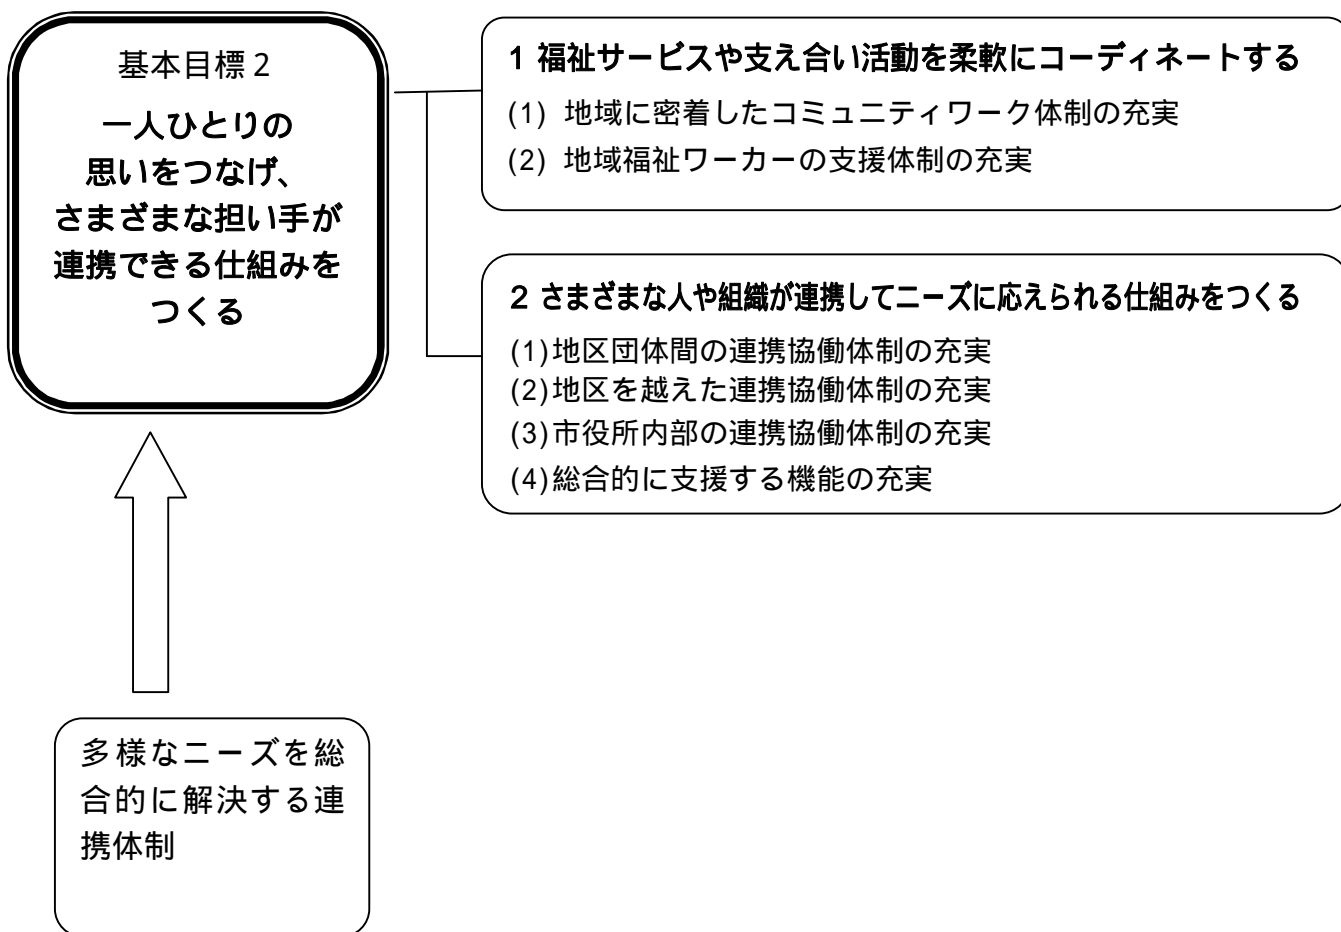 基本目標２
一人ひとりの
思いをつなげ、
さまざまな担い手が
連携できる仕組みを
つくる
1 福祉サービスや支え合い活動を柔軟にコーディネートする
(1) 地域に密着したコミュニティワーク体制の充実
(2) 地域福祉ワーカーの支援体制の充実
2 さまざまな人や組織が連携してニーズに応えられる仕組みをつくる
(1)地区団体間の連携協働体制の充実
(2)地区を越えた連携協働体制の充実
(3)市役所内部の連携協働体制の充実
(4)総合的に支援する機能の充実
多様なニーズを総
合的に解決する連
携体制